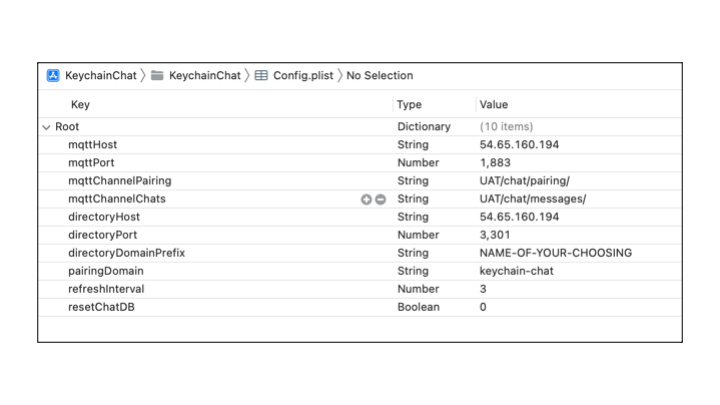 KeychainChat 〉 KeychainChat 〉 Config.plist 〉 No Selection
Key Type Value
Root Dictionary (10 items)
mqttHost String 54.65.160.194
mqttPort Number 1,883
mqttChannelPairing String UAT/chat/pairing/
mqttChannelChats String UAT/chat/messages/
directoryHost String 54.65.160.194
directoryPort Number 3,301
directoryDomainPrefix String NAME-OF-YOUR-CHOOSING
pairingDomain String keychain-chat
refreshInterval Number 3
resetChatDB Boolean 0